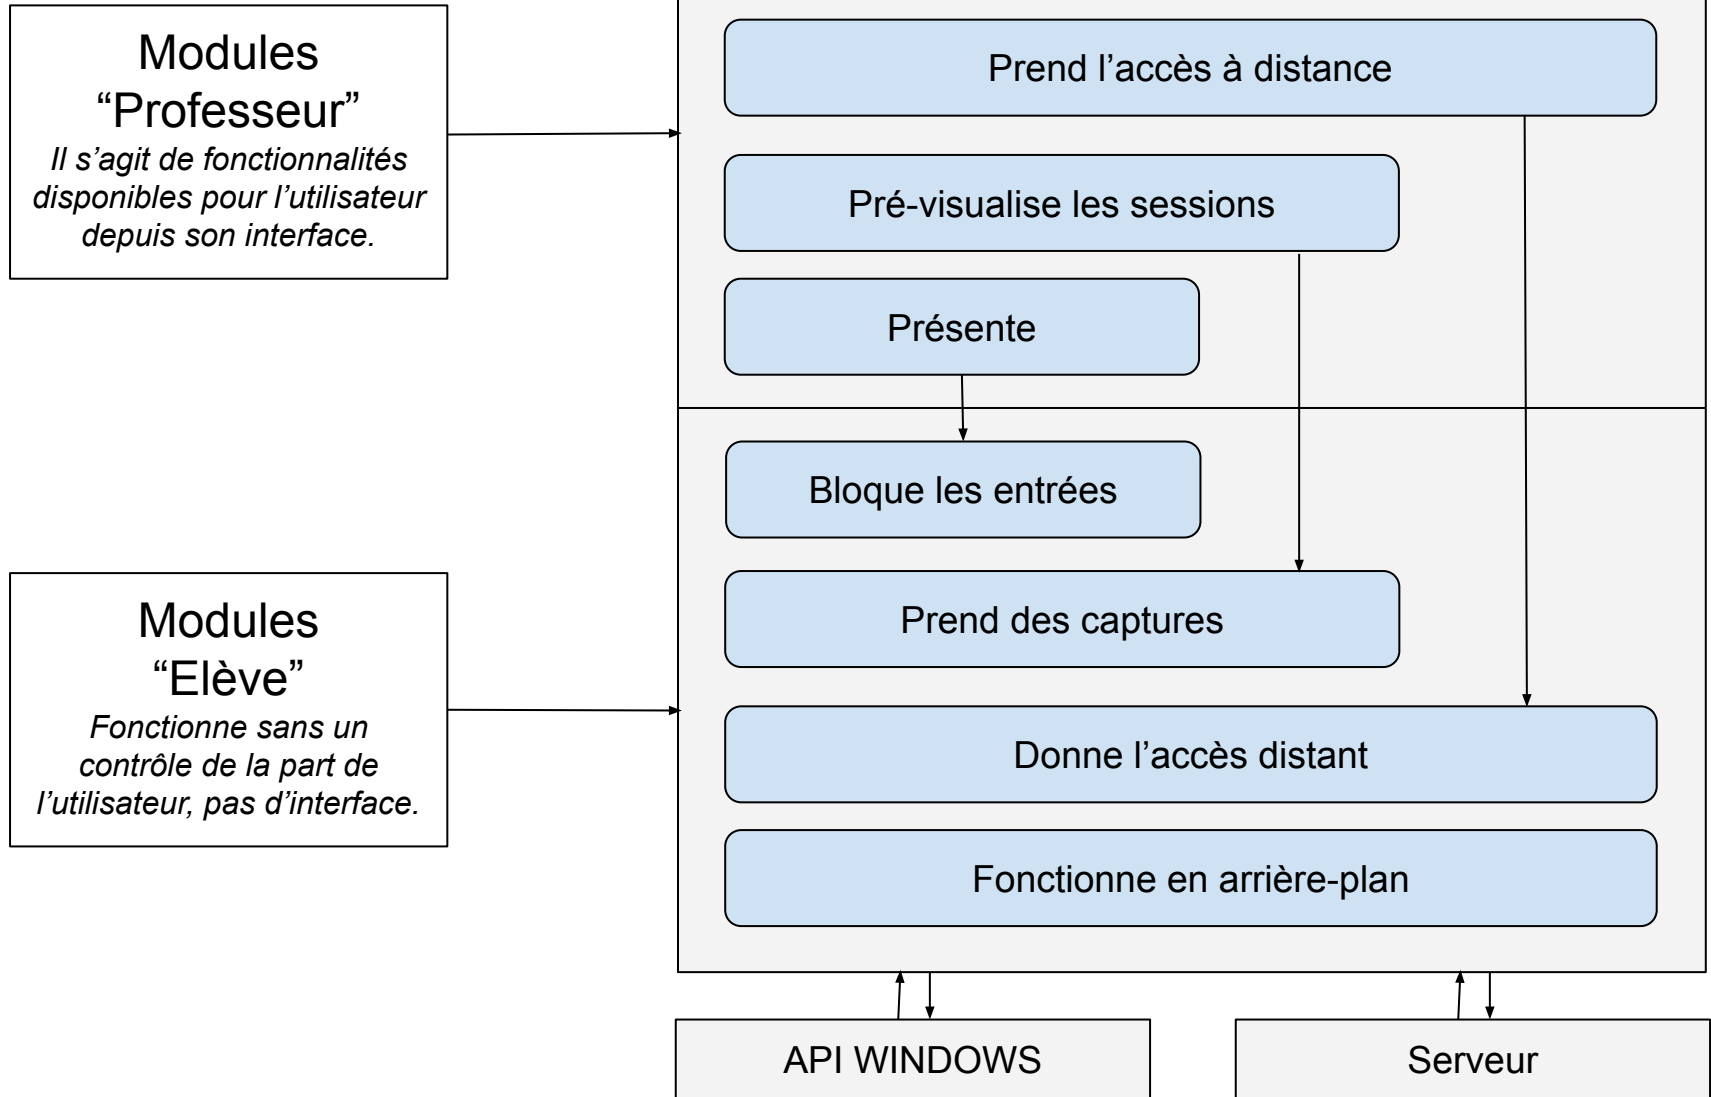 Modules
“Professeur”
Il s’agit de fonctionnalités
disponibles pour l’utilisateur
depuis son interface.
Prend l’accès à distance
Pré-visualise les sessions
Présente
Bloque les entrées
Modules
“Elève”
Fonctionne sans un
contrôle de la part de
l’utilisateur, pas d’interface.
Prend des captures
Donne l’accès distant
Fonctionne en arrière-plan
API WINDOWS
Serveur